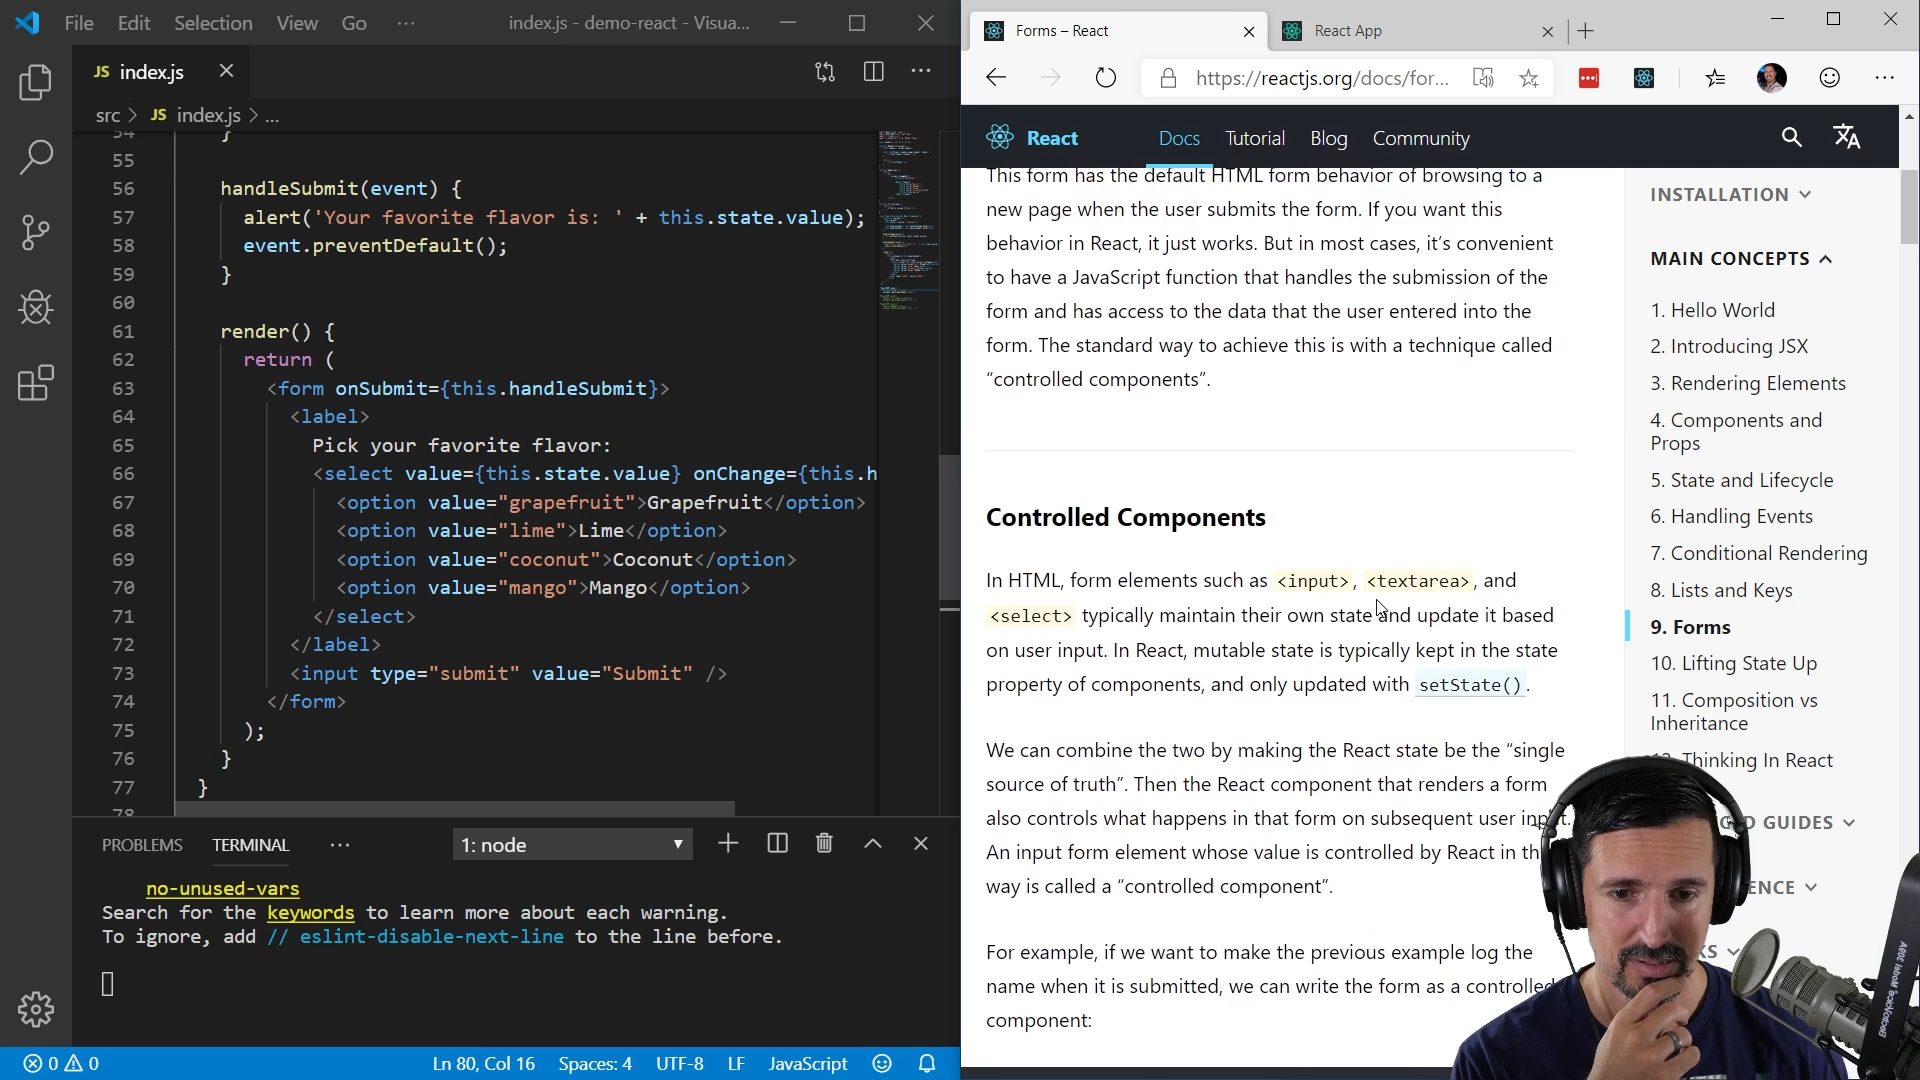 File Edit Selection View Go ···
index.js - demo-react - Visua...
JS index.js
src > JS index.js > ...
54 }
55
56 handleSubmit(event) {
57 alert('Your favorite flavor is: ' + this.state.value);
58 event.preventDefault();
59 }
60
61 render() {
62 return (
63 <form onSubmit={this.handleSubmit}>
64 <label>
65 Pick your favorite flavor:
66 <select value={this.state.value} onChange={this.h
67 <option value="grapefruit">Grapefruit</option>
68 <option value="lime">Lime</option>
69 <option value="coconut">Coconut</option>
70 <option value="mango">Mango</option>
71 </select>
72 </label>
73 <input type="submit" value="Submit" />
74 </form>
75 );
76 }
77 }
78
PROBLEMS TERMINAL ··· 1: node
no-unused-vars
Search for the keywords to learn more about each warning.
To ignore, add // eslint-disable-next-line to the line before.
0 0 Ln 80, Col 16 Spaces: 4 UTF-8 LF JavaScript
Forms – React
React App
https://reactjs.org/docs/for...
React Docs Tutorial Blog Community
This form has the default HTML form behavior of browsing to a
new page when the user submits the form. If you want this
behavior in React, it just works. But in most cases, it’s convenient
to have a JavaScript function that handles the submission of the
form and has access to the data that the user entered into the
form. The standard way to achieve this is with a technique called
“controlled components”.
Controlled Components
In HTML, form elements such as <input>, <textarea>, and
<select> typically maintain their own state and update it based
on user input. In React, mutable state is typically kept in the state
property of components, and only updated with setState().
We can combine the two by making the React state be the “single
source of truth”. Then the React component that renders a form
also controls what happens in that form on subsequent user input.
An input form element whose value is controlled by React in th
way is called a “controlled component”.
For example, if we want to make the previous example log the
name when it is submitted, we can write the form as a controlled
component:
INSTALLATION
MAIN CONCEPTS
1. Hello World
2. Introducing JSX
3. Rendering Elements
4. Components and
Props
5. State and Lifecycle
6. Handling Events
7. Conditional Rendering
8. Lists and Keys
9. Forms
10. Lifting State Up
11. Composition vs
Inheritance
12. Thinking In React
D GUIDES
ENCE
KS